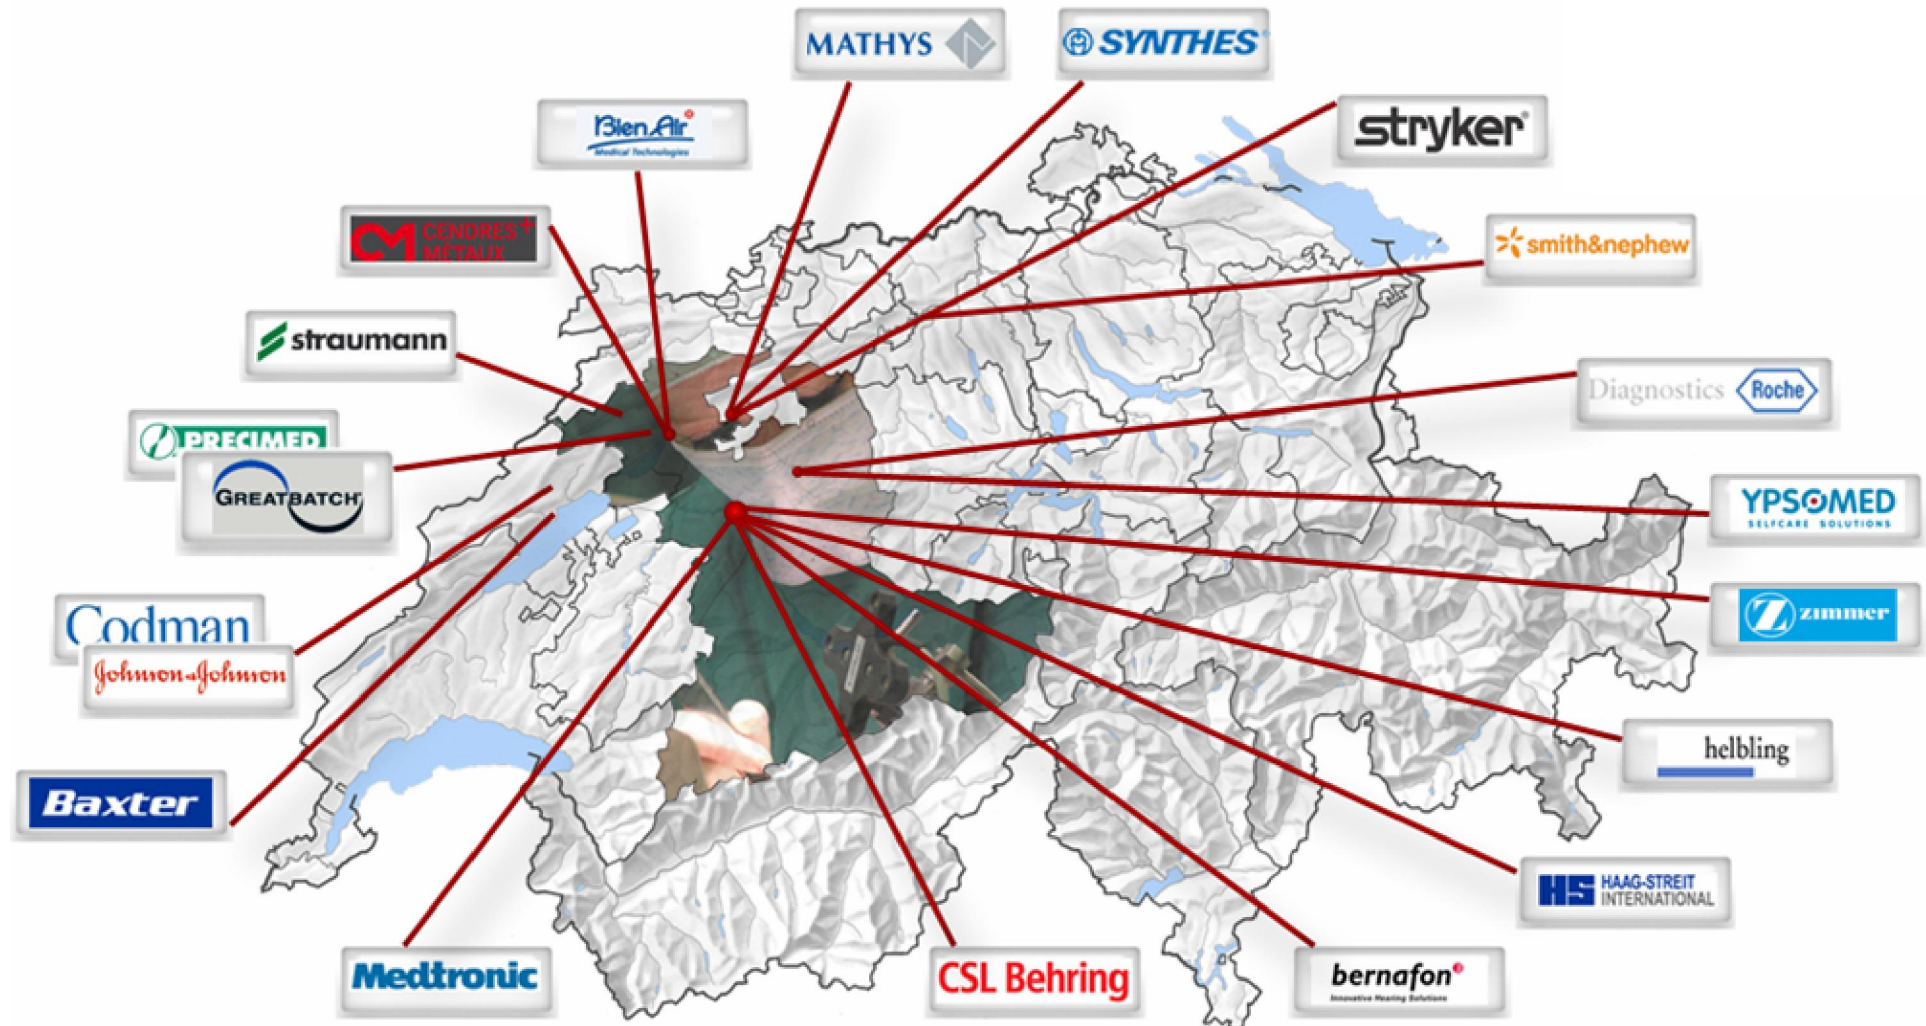 MATHYS
SYNTHES®
Bien Air
Medical Technologies
stryker®
CENDRES+
MÉTAUX
smith&nephew
straumann
Diagnostics Roche
PRECIMED
GREATBATCH
YPSOMED
SELFCARE SOLUTIONS
zimmer
Codman
Johnson & Johnson
helbling
Baxter
HS HAAG-STREIT
INTERNATIONAL
Medtronic
CSL Behring
bernafon
Innovative Hearing Solutions